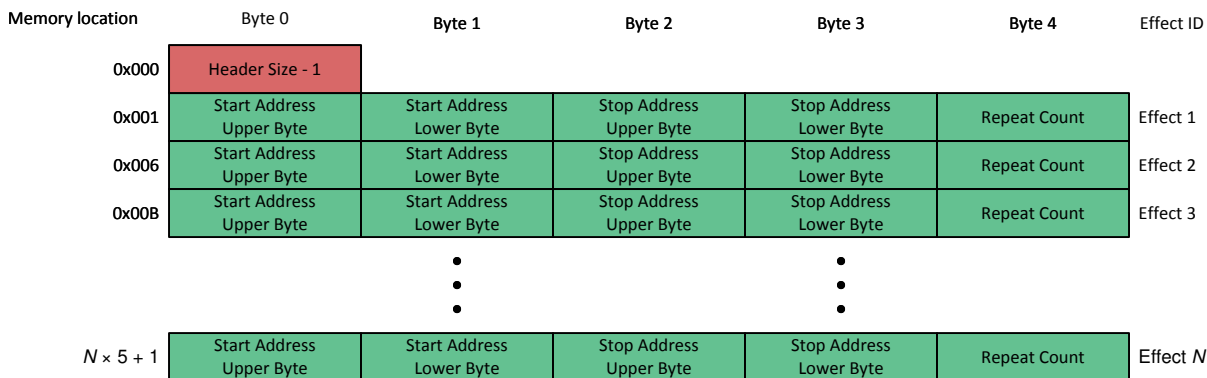 Memory location Byte 0 Byte 1 Byte 2 Byte 3 Byte 4 Effect ID
0x000 Header Size - 1
Start Address Start Address Stop Address Stop Address
0x001 Repeat Count Effect 1
Upper Byte Lower Byte Upper Byte Lower Byte
Start Address Start Address Stop Address Stop Address
0x006 Repeat Count Effect 2
Upper Byte Lower Byte Upper Byte Lower Byte
Start Address Start Address Stop Address Stop Address
0x00B Repeat Count Effect 3
Upper Byte Lower Byte Upper Byte Lower Byte
Start Address Start Address Stop Address Stop Address
N × 5 + 1 Repeat Count Effect N
Upper Byte Lower Byte Upper Byte Lower Byte